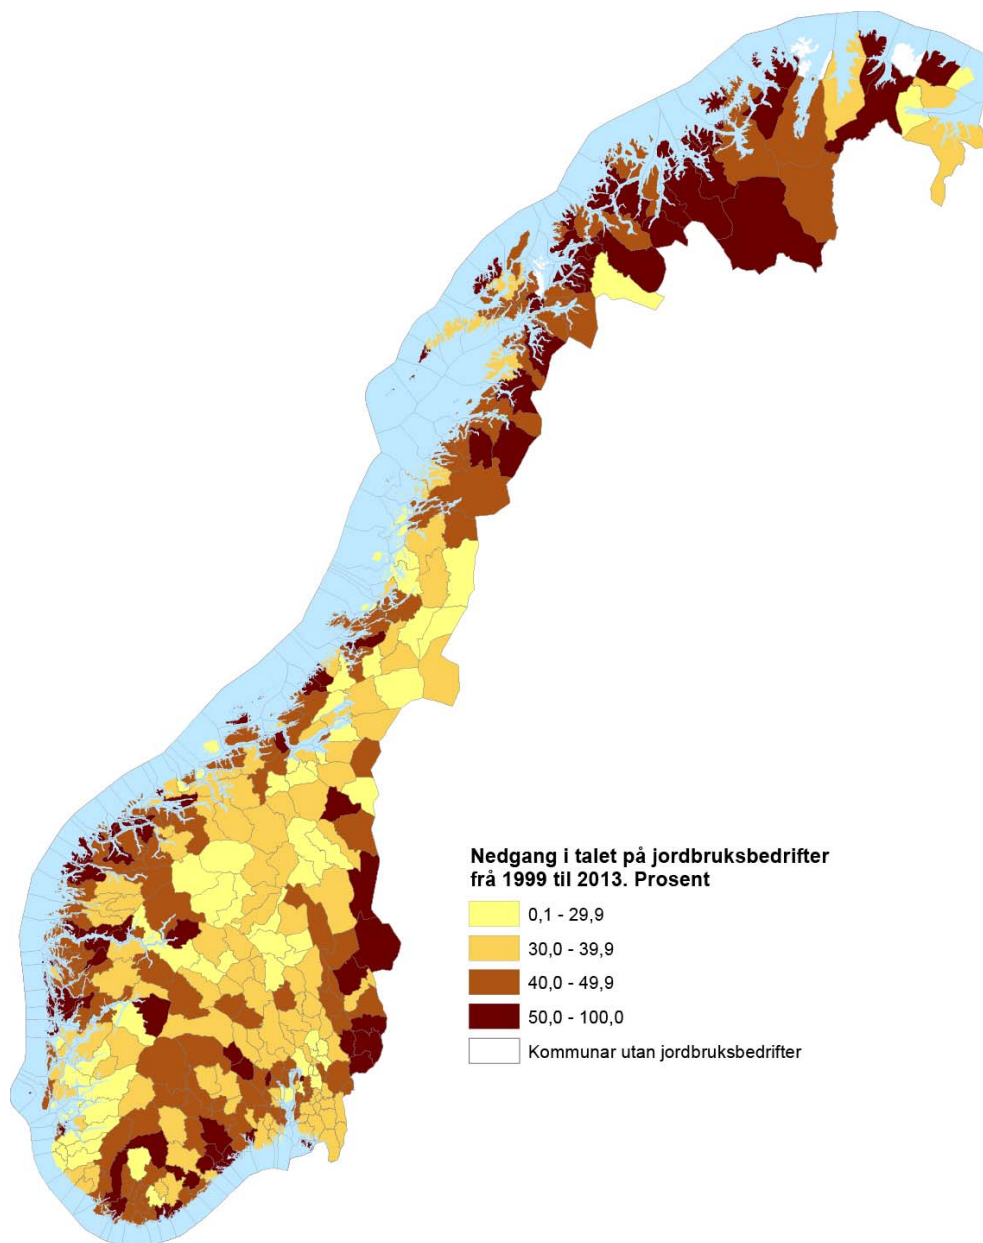 Nedgang i talet på jordbruksbedrifter
frå 1999 til 2013. Prosent
0,1 - 29,9
30,0 - 39,9
40,0 - 49,9
50,0 - 100,0
Kommunar utan jordbruksbedrifter